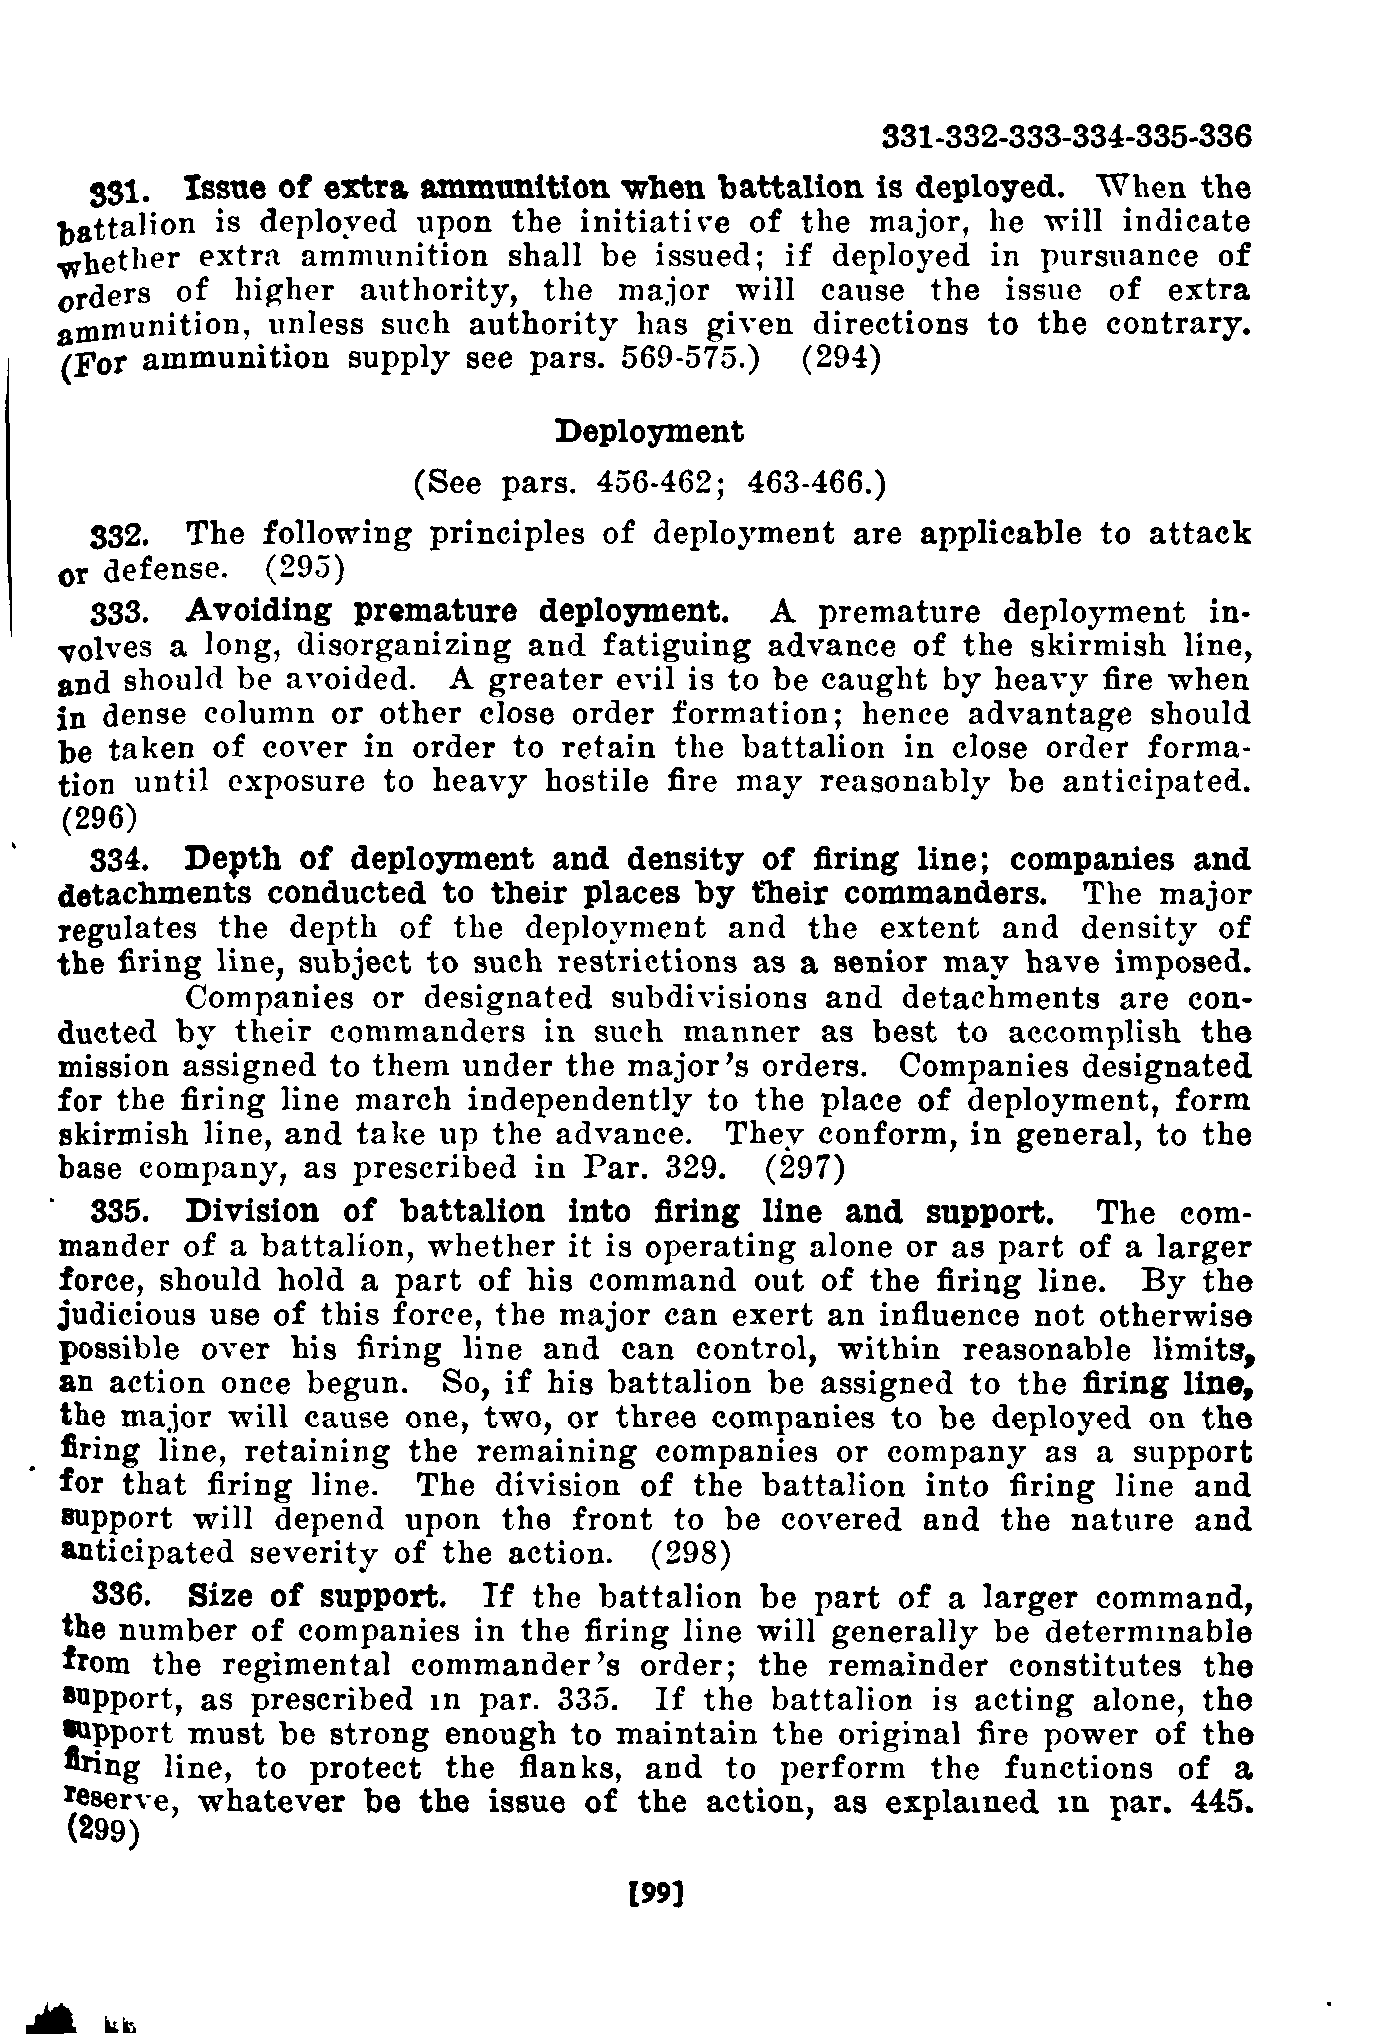 331-332-333-334-335-336
331. Issue of extra ammunition when battalion is deployed. When the
battalion is deployed upon the initiative of the major, he will indicate
whether extra ammunition shall be issued; if deployed in pursuance of
orders of higher authority, the major will cause the issue of extra
ammunition, unless such authority has given directions to the contrary.
(For ammunition supply see pars. 569-575.) (294)
Deployment
(See pars. 456-462; 463-466.)
332. The following principles of deployment are applicable to attack
or defense. (295)
333. Avoiding premature deployment. A premature deployment in-
volves a long, disorganizing and fatiguing advance of the skirmish line,
and should be avoided. A greater evil is to be caught by heavy fire when
in dense column or other close order formation; hence advantage should
be taken of cover in order to retain the battalion in close order forma-
tion until exposure to heavy hostile fire may reasonably be anticipated.
(296)
334. Depth of deployment and density of firing line; companies and
detachments conducted to their places by their commanders. The major
regulates the depth of the deployment and the extent and density of
the firing line, subject to such restrictions as a senior may have imposed.
Companies or designated subdivisions and detachments are con-
ducted by their commanders in such manner as best to accomplish the
mission assigned to them under the major's orders. Companies designated
for the firing line march independently to the place of deployment, form
skirmish line, and take up the advance. They conform, in general, to the
base company, as prescribed in Par. 329. (297)
335. Division of battalion into firing line and support. The com-
mander of a battalion, whether it is operating alone or as part of a larger
force, should hold a part of his command out of the firing line. By the
judicious use of this force, the major can exert an influence not otherwise
possible over his firing line and can control, within reasonable limits,
an action once begun. So, if his battalion be assigned to the firing line,
the major will cause one, two, or three companies to be deployed on the
firing line, retaining the remaining companies or company as a support
for that firing line. The division of the battalion into firing line and
support will depend upon the front to be covered and the nature and
anticipated severity of the action. (298)
336. Size of support. If the battalion be part of a larger command,
the number of companies in the firing line will generally be determinable
from the regimental commander's order; the remainder constitutes the
support, as prescribed in par. 335. If the battalion is acting alone, the
support must be strong enough to maintain the original fire power of the
firing line, to protect the flanks, and to perform the functions of a
reserve, whatever be the issue of the action, as explained in par. 445.
(299)
[99]